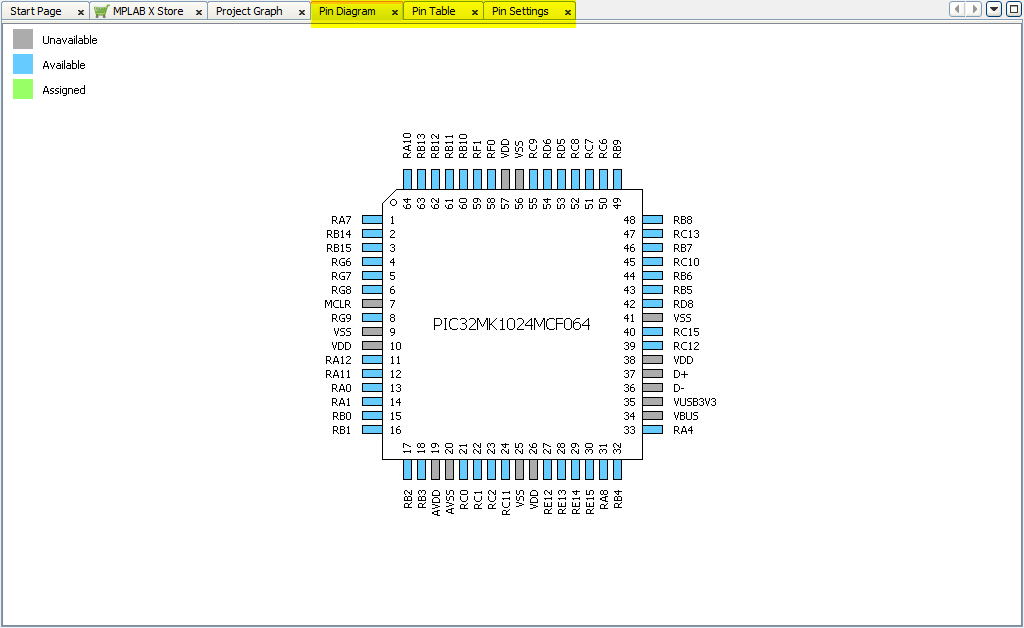 Start Page MPLAB X Store Project Graph Pin Diagram Pin Table Pin Settings
Unavailable
Available
Assigned
RA10 RB13 RB12 RB11 RB10 RF1 RF0 VDD VSS RC9 RD6 RD5 RC8 RC7 RC6 RB9
64 63 62 61 60 59 58 57 56 55 54 53 52 51 50 49
RA7 1 48 RB8
RB14 2 47 RC13
RB15 3 46 RB7
RG6 4 45 RC10
RG7 5 44 RB6
RG8 6 43 RB5
MCLR 7 42 RD8
RG9 8 41 VSS
VSS 9 40 RC15
VDD 10 39 RC12
RA12 11 38 VDD
RA11 12 37 D+
RA0 13 36 D-
RA1 14 35 VUSB3V3
RB0 15 34 VBUS
RB1 16 33 RA4
PIC32MK1024MCF064
17 18 19 20 21 22 23 24 25 26 27 28 29 30 31 32
RB2 RB3 AVDD AVSS RC0 RC1 RC2 RC11 VSS VDD RE12 RE13 RE14 RE15 RA8 RB4